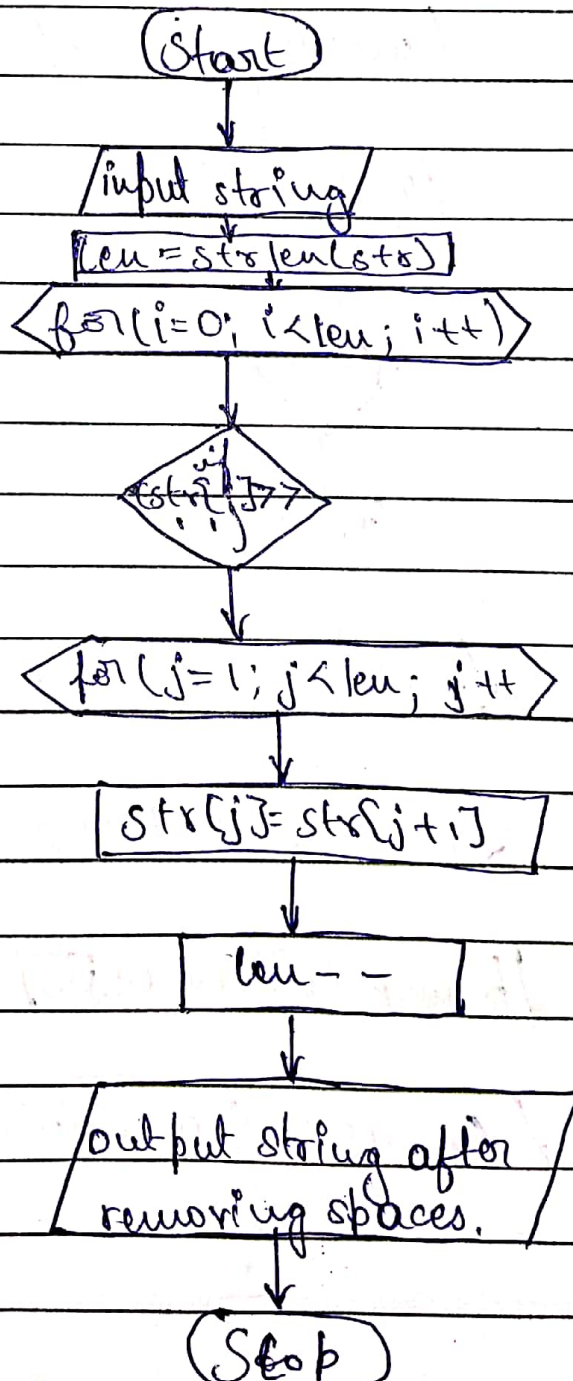 Start
input string
len = strlen(str)
for(i=0; i<len; i++)
if
for(j=1; j<len; j++
str[j]=str[j+1]
len--
output string after
removing spaces.
Stop